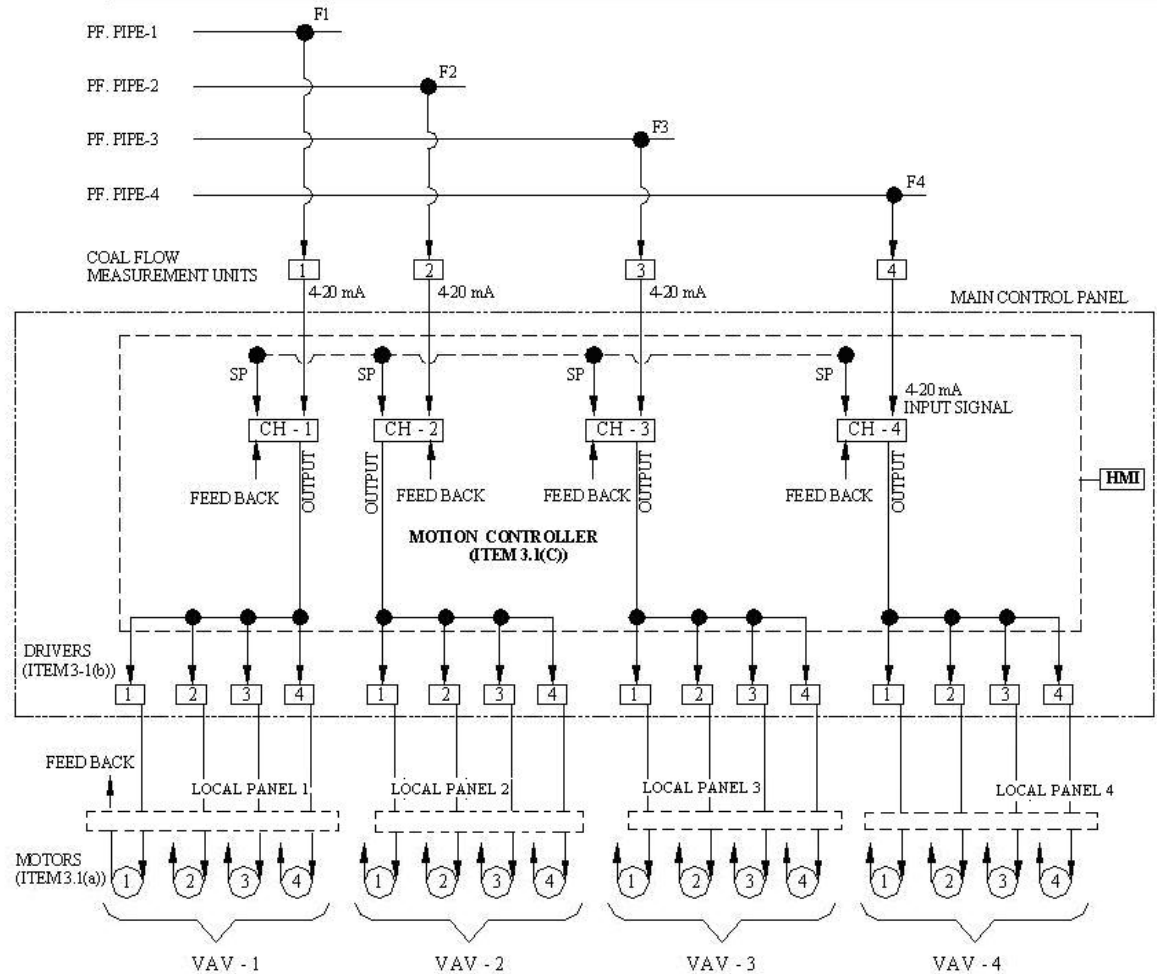 F1
PF. PIPE-1
F2
PF. PIPE-2
F3
PF. PIPE-3
F4
PF. PIPE-4
COAL FLOW
MEASUREMENT UNITS
1 2 3 4
4-20 mA 4-20 mA 4-20 mA
MAIN CONTROL PANEL
SP SP SP SP
4-20 mA
INPUT SIGNAL
CH - 1 CH - 2 CH - 3 CH - 4
OUTPUT OUTPUT OUTPUT OUTPUT
FEED BACK FEED BACK FEED BACK FEED BACK
HMI
MOTION CONTROLLER
(ITEM 3.1(C))
DRIVERS
(ITEM 3-1(b))
1 2 3 4 1 2 3 4 1 2 3 4 1 2 3 4
FEED BACK
LOCAL PANEL 1 LOCAL PANEL 2 LOCAL PANEL 3 LOCAL PANEL 4
MOTORS
(ITEM 3.1(a))
1 2 3 4 1 2 3 4 1 2 3 4 1 2 3 4
VAV - 1 VAV - 2 VAV - 3 VAV - 4